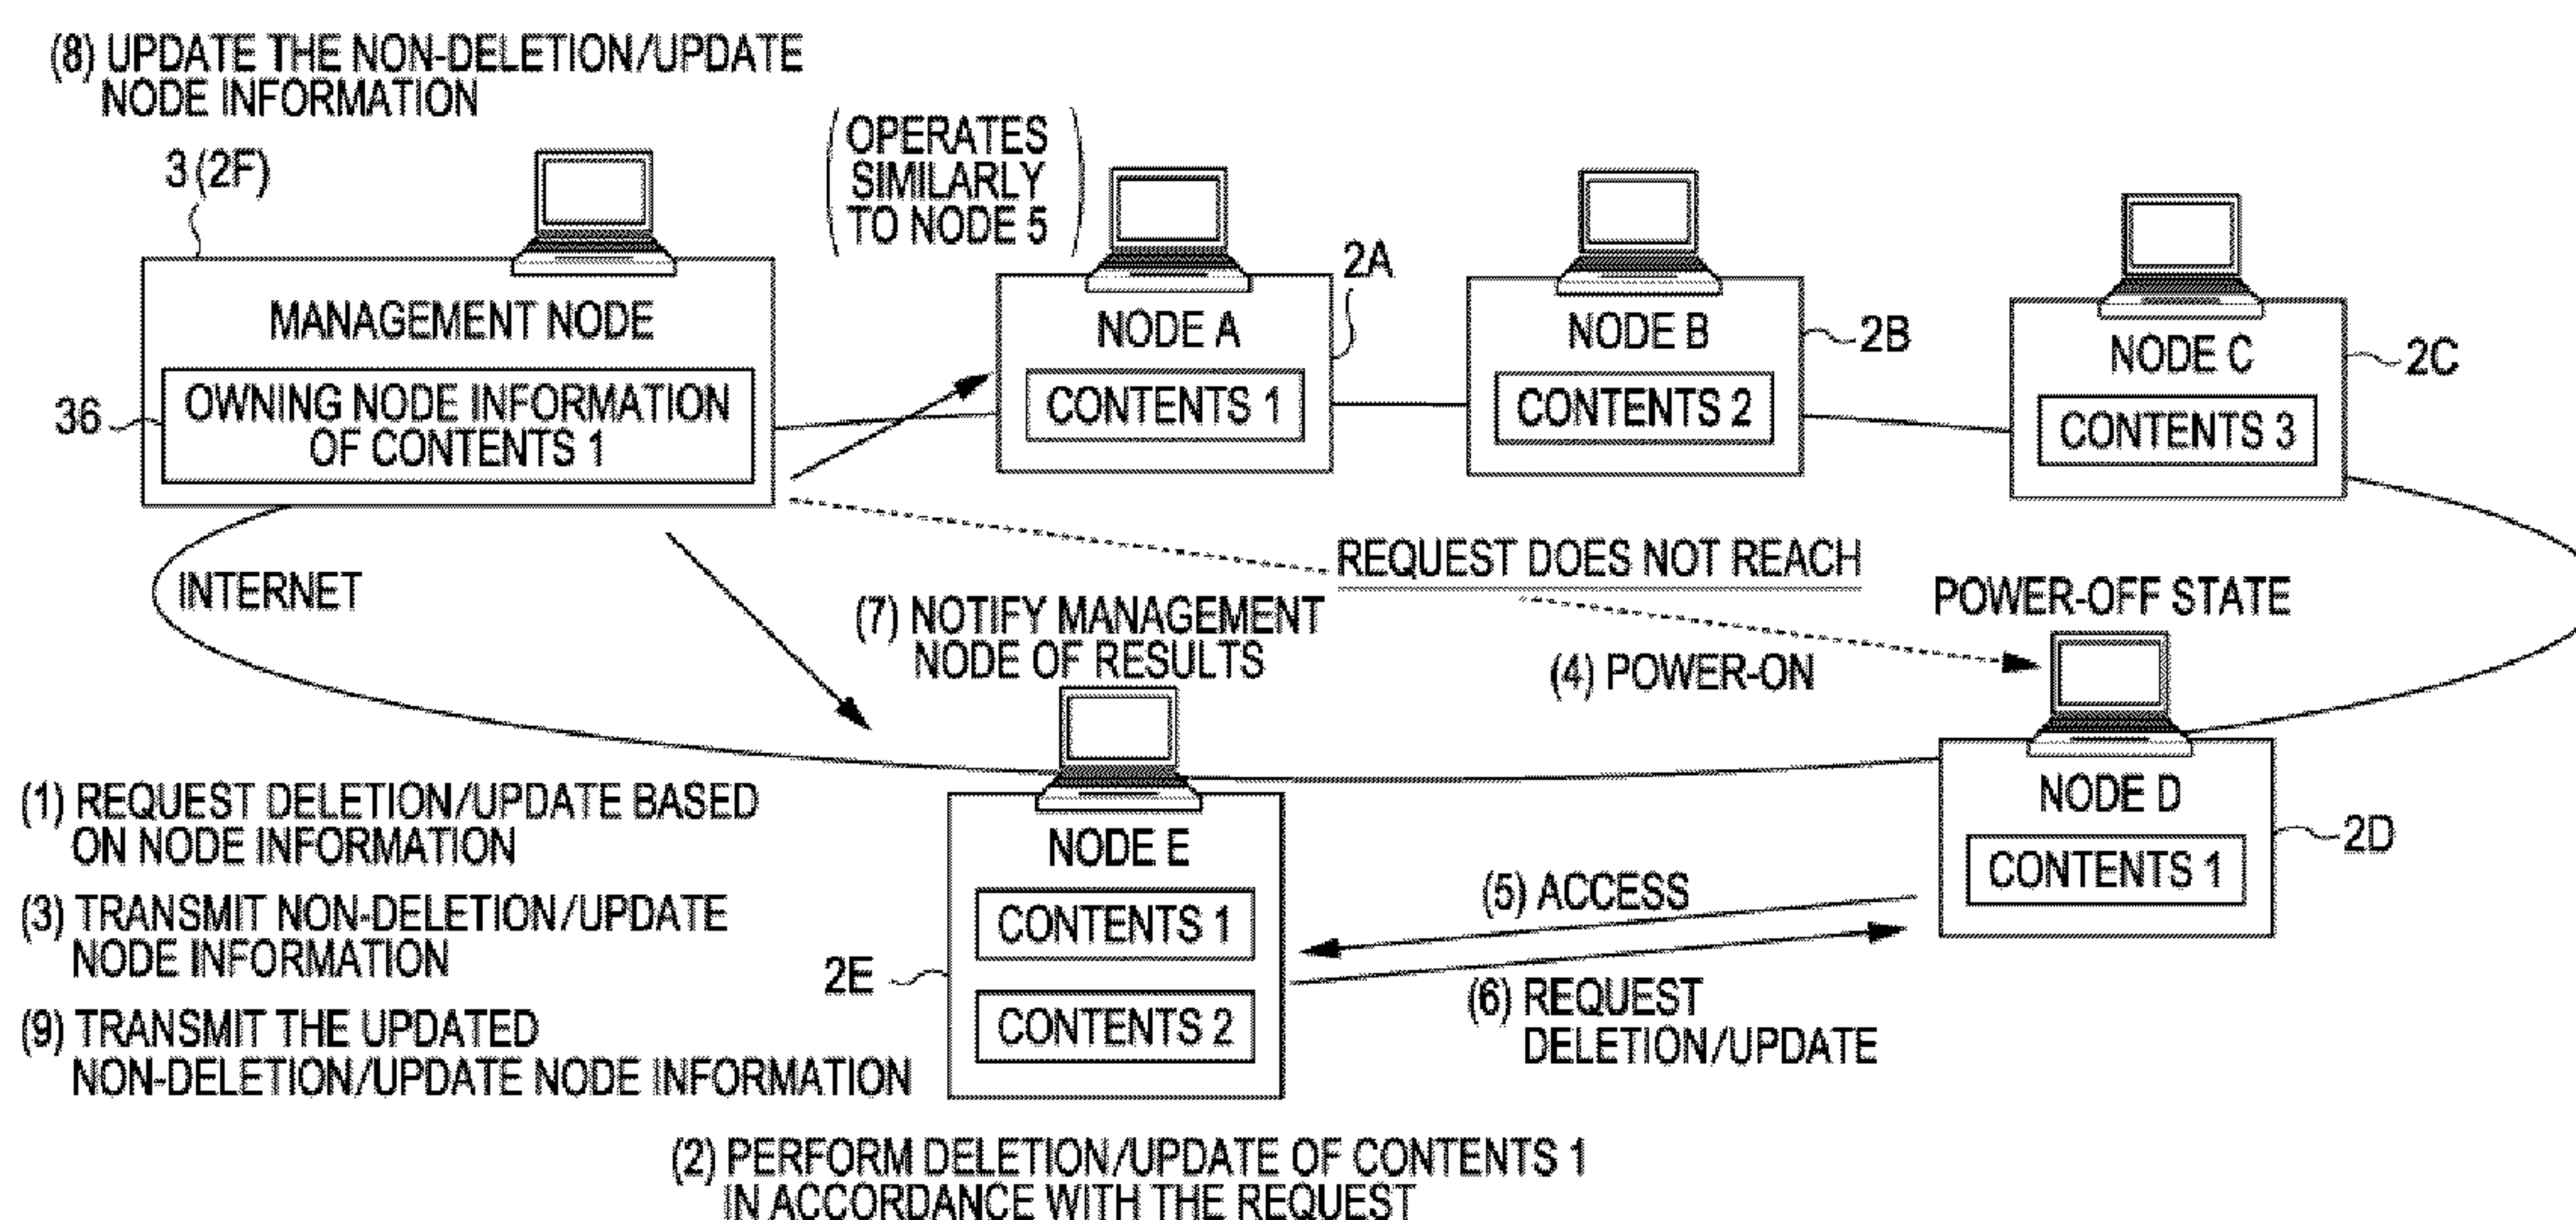 (8) UPDATE THE NON-DELETION/UPDATE
NODE INFORMATION
3 (2F)
(OPERATES
SIMILARLY
TO NODE 5)
MANAGEMENT NODE
36
OWNING NODE INFORMATION
OF CONTENTS 1
2A
NODE A
CONTENTS 1
NODE B
2B
CONTENTS 2
NODE C
2C
CONTENTS 3
INTERNET
REQUEST DOES NOT REACH
POWER-OFF STATE
(7) NOTIFY MANAGEMENT
NODE OF RESULTS
(4) POWER-ON
NODE D
2D
CONTENTS 1
(1) REQUEST DELETION/UPDATE BASED
ON NODE INFORMATION
(3) TRANSMIT NON-DELETION/UPDATE
NODE INFORMATION
(9) TRANSMIT THE UPDATED
NON-DELETION/UPDATE NODE INFORMATION
NODE E
2E
CONTENTS 1
CONTENTS 2
(5) ACCESS
(6) REQUEST
DELETION/UPDATE
(2) PERFORM DELETION/UPDATE OF CONTENTS 1
IN ACCORDANCE WITH THE REQUEST